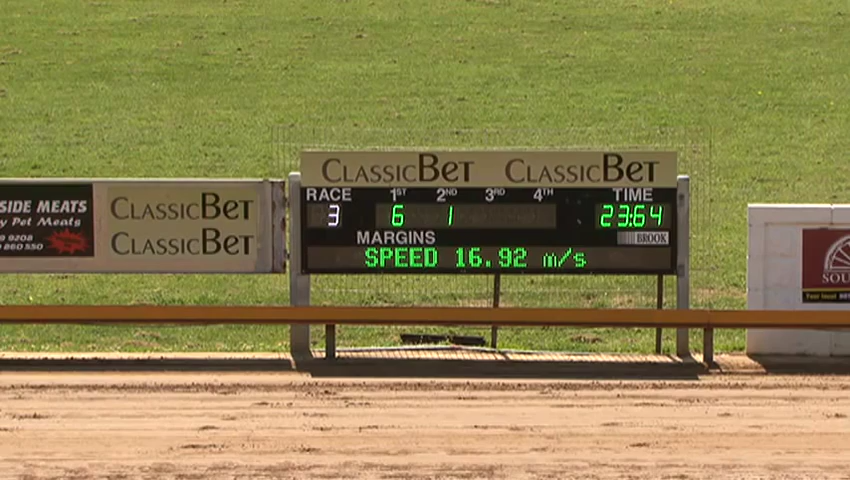 CLASSICBET CLASSICBET
RACE 1ST 2ND 3RD 4TH TIME
3 6 1 23.64
MARGINS BROOK
SPEED 16.92 m/s
SIDE MEATS
y Pet Meats
9208
860 550
CLASSICBET
CLASSICBET
SOU